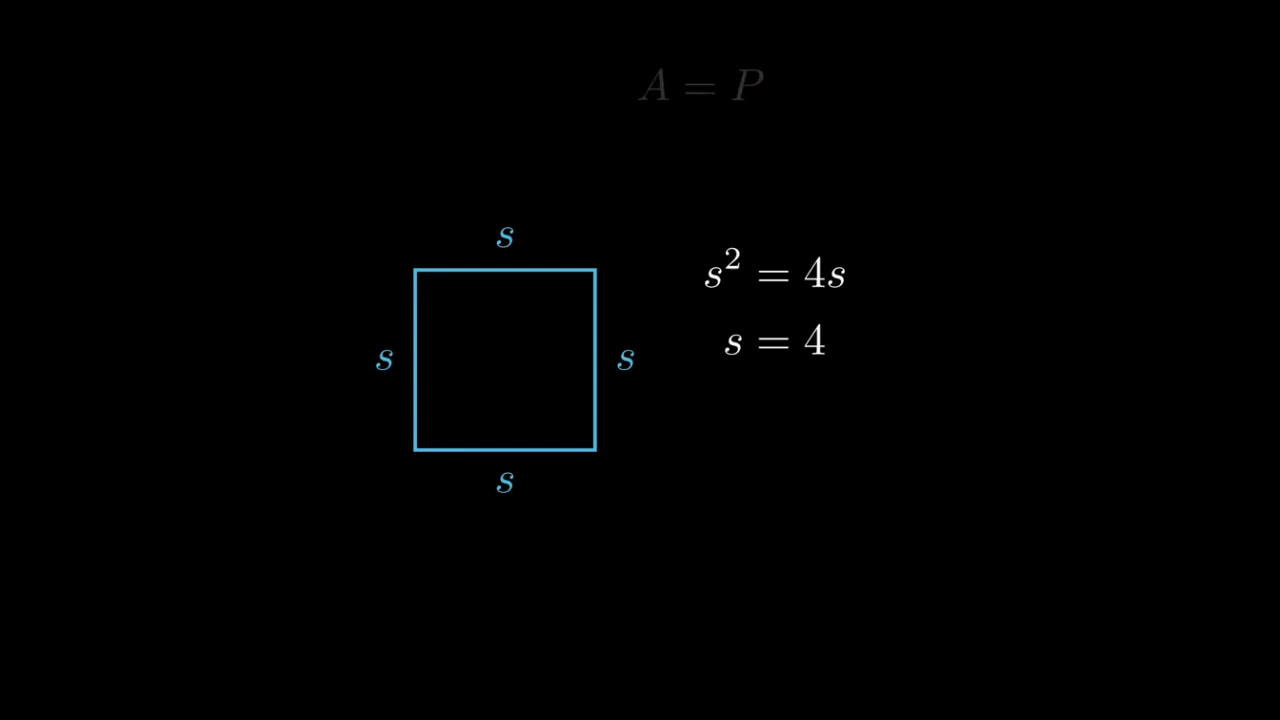 A = P
s
s² = 4s
s = 4
s
s
s